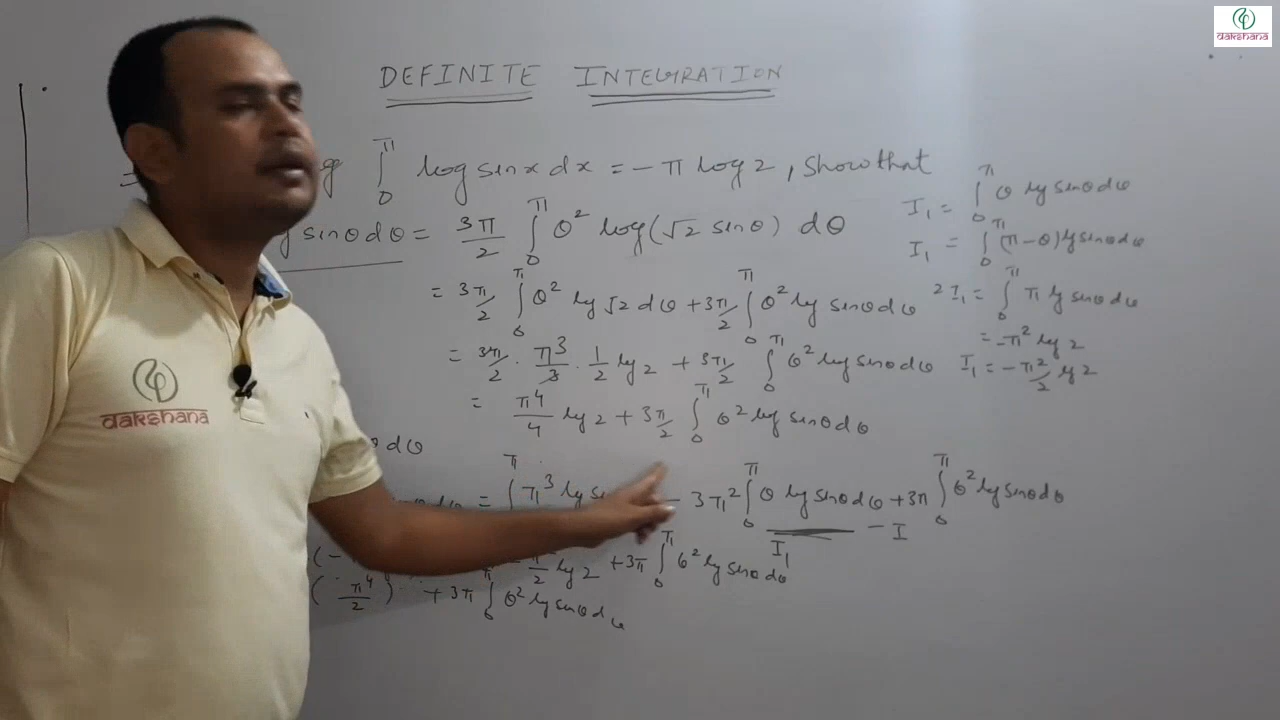 dakshana
DEFINITE INTEGRATION
∫₀^π log sinx dx = -π log 2, Show that
sinθdθ = 3π/2 ∫₀^π θ² log(√2 sinθ) dθ
= 3π/2 ∫₀^π θ² log √2 dθ + 3π/2 ∫₀^π θ² log sinθ dθ
= 3π/2 · π³/3 · 1/2 log 2 + 3π/2 ∫₀^π θ² log sinθ dθ
= π⁴/4 log 2 + 3π/2 ∫₀^π θ² log sinθ dθ
I₁ = ∫₀^π θ log sinθ dθ
I₁ = ∫₀^π (π-θ) log sinθ dθ
2I₁ = ∫₀^π π log sinθ dθ
= -π² log 2
I₁ = -π²/2 log 2
dθ
= ∫ π³ log - 3π² ∫₀^π θ log sinθ dθ + 3π ∫₀^π θ² log sinθ dθ
I₁
- I
(- π²/2 log 2 + 3π ∫₀^π θ² log sinθ dθ
( π⁴/2 ) + 3π ∫₀^π θ² log sinθ dθ
dakshana